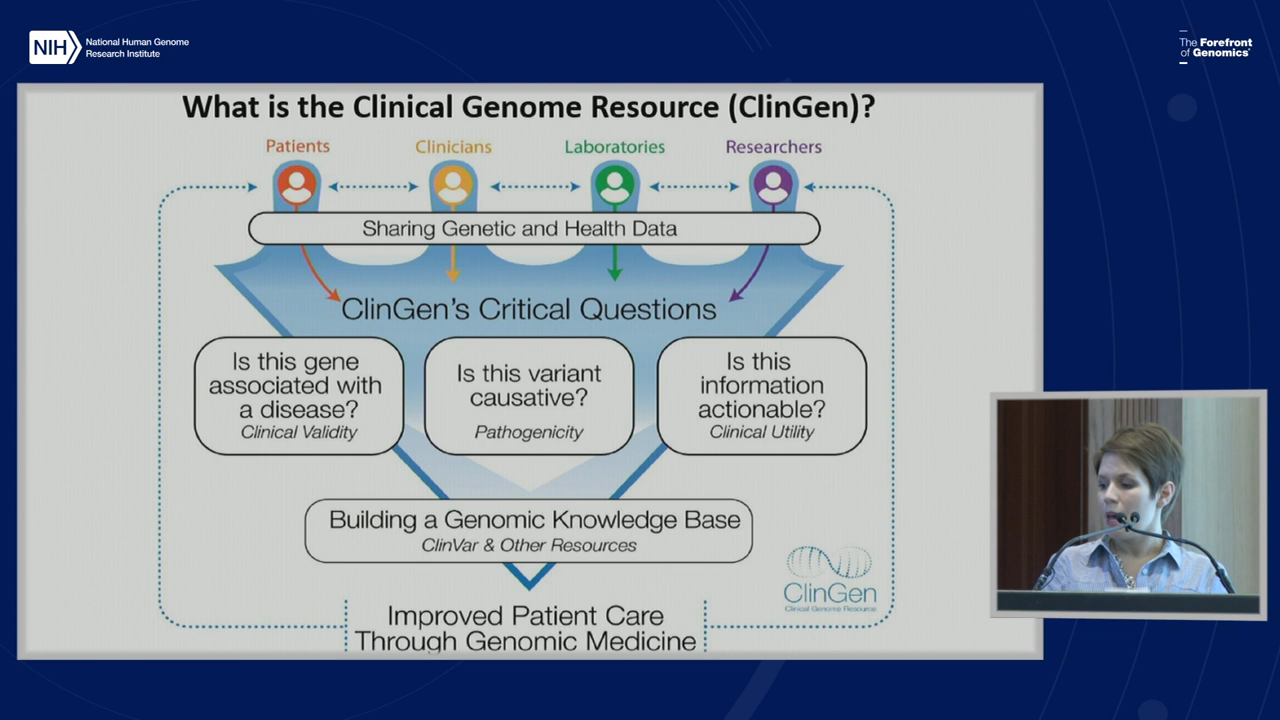 NIH
National Human Genome
Research Institute
The Forefront
of Genomics®
What is the Clinical Genome Resource (ClinGen)?
Patients
Clinicians
Laboratories
Researchers
Sharing Genetic and Health Data
ClinGen's Critical Questions
Is this gene
associated with
a disease?
Clinical Validity
Is this variant
causative?
Pathogenicity
Is this
information
actionable?
Clinical Utility
Building a Genomic Knowledge Base
ClinVar & Other Resources
ClinGen
Clinical Genome Resource
Improved Patient Care
Through Genomic Medicine